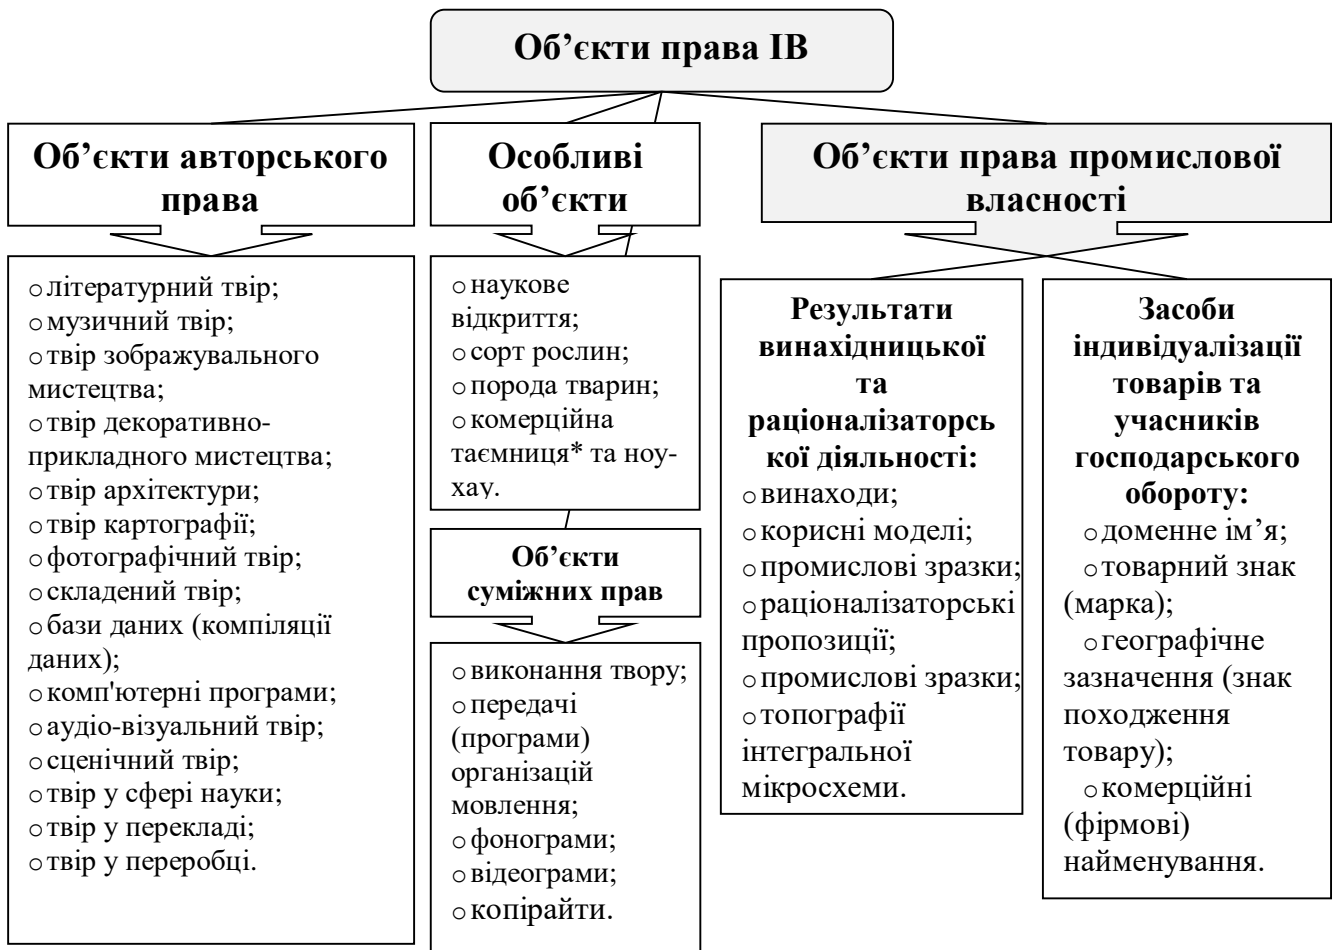 Об’єкти права ІВ
Об’єкти авторського
права
○літературний твір;
○музичний твір;
○твір зображувального
мистецтва;
○твір декоративно-
прикладного мистецтва;
○твір архітектури;
○твір картографії;
○фотографічний твір;
○складений твір;
○бази даних (компіляції
даних);
○комп'ютерні програми;
○аудіо-візуальний твір;
○сценічний твір;
○твір у сфері науки;
○твір у перекладі;
○твір у переробці.
Особливі
об’єкти
○наукове
відкриття;
○сорт рослин;
○порода тварин;
○комерційна
таємниця* та ноу-
хау.
Об’єкти
суміжних прав
○виконання твору;
○передачі
(програми)
організацій
мовлення;
○фонограми;
○відеограми;
○копірайти.
Об’єкти права промислової
власності
Результати
винахідницької
та
раціоналізаторсь
кої діяльності:
○винаходи;
○корисні моделі;
○промислові зразки;
○раціоналізаторські
пропозиції;
○промислові зразки;
○топографії
інтегральної
мікросхеми.
Засоби
індивідуалізації
товарів та
учасників
господарського
обороту:
○доменне ім’я;
○товарний знак
(марка);
○географічне
зазначення (знак
походження
товару);
○комерційні
(фірмові)
найменування.